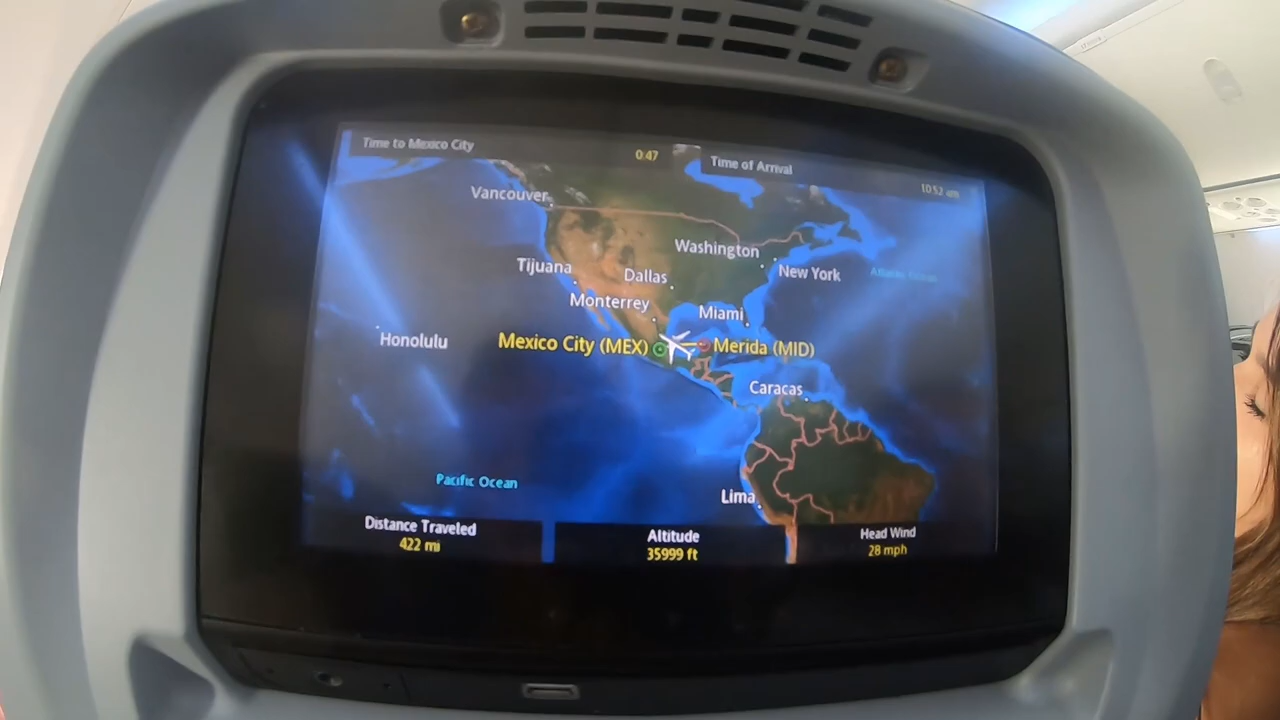 Time to Mexico City
0:47
Time of Arrival
10:52 am
Vancouver
Washington
New York
Atlantic Ocean
Tijuana
Dallas
Monterrey
Miami
Honolulu
Mexico City (MEX)
Merida (MID)
Caracas
Pacific Ocean
Lima
Distance Traveled
422 mi
Altitude
35999 ft
Head Wind
28 mph